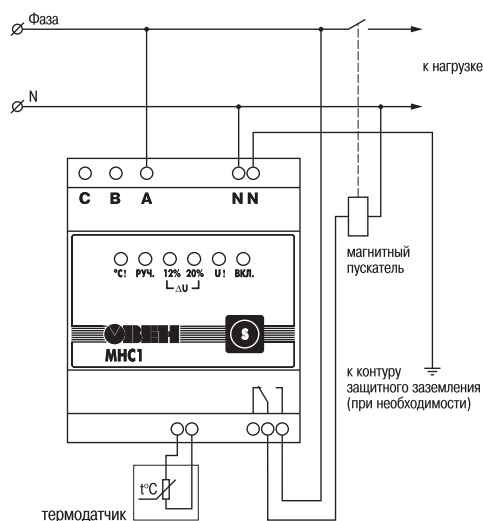 Фаза
к нагрузке
N
C B A N N
магнитный
пускатель
°C! РУЧ. 12% 20% U! ВКЛ.
ΔU
ОВЕН
S
МНС1
к контуру
защитного заземления
(при необходимости)
t°C
термодатчик